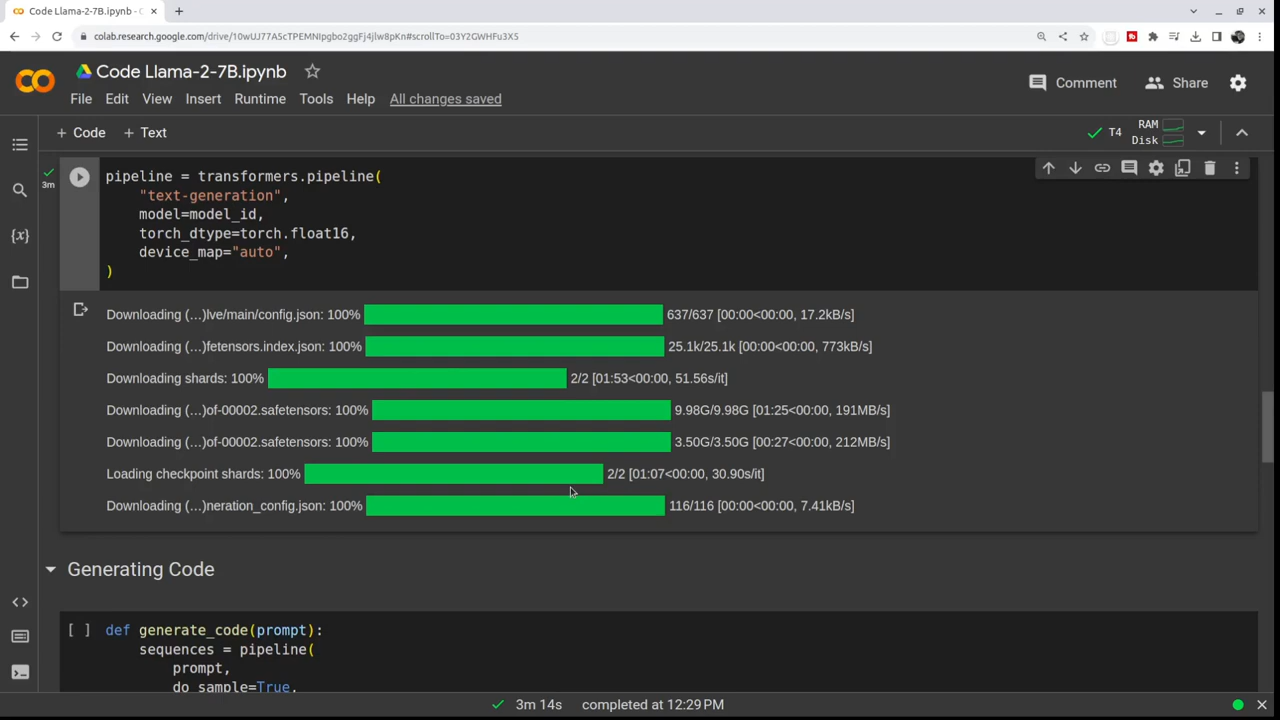 Code Llama-2-7B.ipynb - C
colab.research.google.com/drive/10wUJ77A5cTPEMNIpgbo2ggFj4jlw8pKn#scrollTo=03Y2GWHFu3X5
Code Llama-2-7B.ipynb
Comment
Share
File Edit View Insert Runtime Tools Help All changes saved
+ Code + Text
T4
RAM
Disk
3m
pipeline = transformers.pipeline(
"text-generation",
model=model_id,
torch_dtype=torch.float16,
device_map="auto",
)
Downloading (…)lve/main/config.json: 100% 637/637 [00:00<00:00, 17.2kB/s]
Downloading (…)fetensors.index.json: 100% 25.1k/25.1k [00:00<00:00, 773kB/s]
Downloading shards: 100% 2/2 [01:53<00:00, 51.56s/it]
Downloading (…)of-00002.safetensors: 100% 9.98G/9.98G [01:25<00:00, 191MB/s]
Downloading (…)of-00002.safetensors: 100% 3.50G/3.50G [00:27<00:00, 212MB/s]
Loading checkpoint shards: 100% 2/2 [01:07<00:00, 30.90s/it]
Downloading (…)neration_config.json: 100% 116/116 [00:00<00:00, 7.41kB/s]
Generating Code
[ ] def generate_code(prompt):
sequences = pipeline(
prompt,
do_sample=True,
3m 14s completed at 12:29 PM